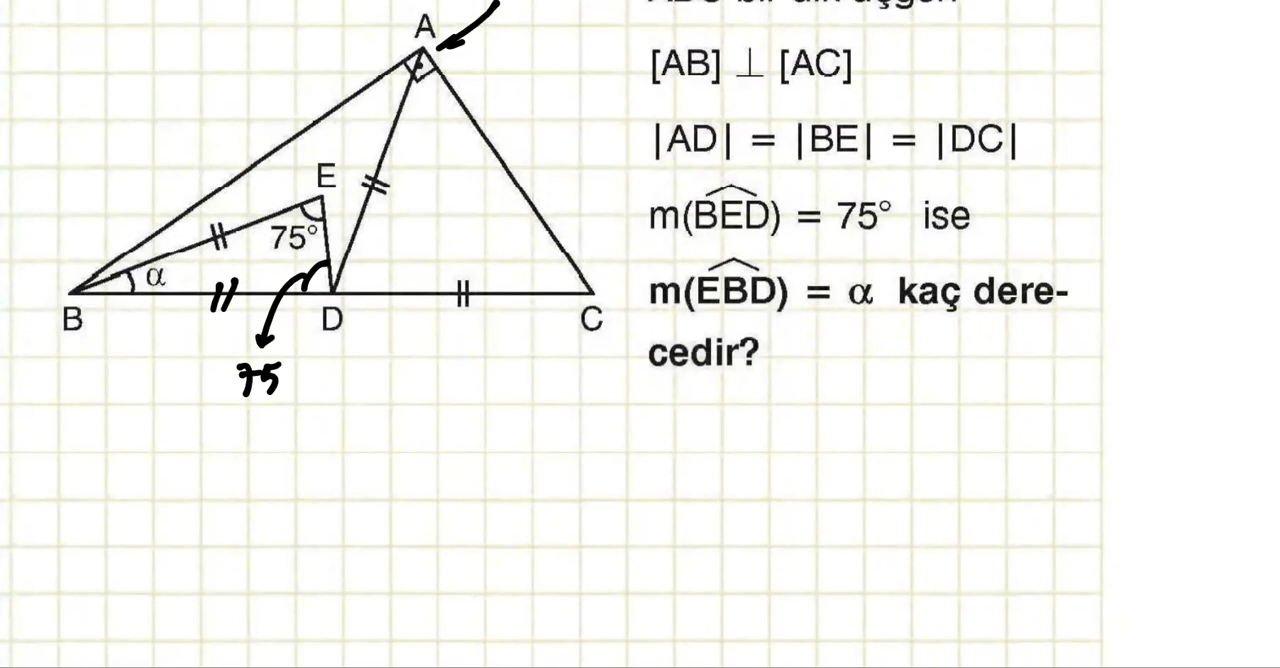 [AB] ⊥ [AC]
|AD| = |BE| = |DC|
m(BED) = 75° ise
m(EBD) = α kaç dere-
cedir?
A
E
75°
α
B
D
C
75